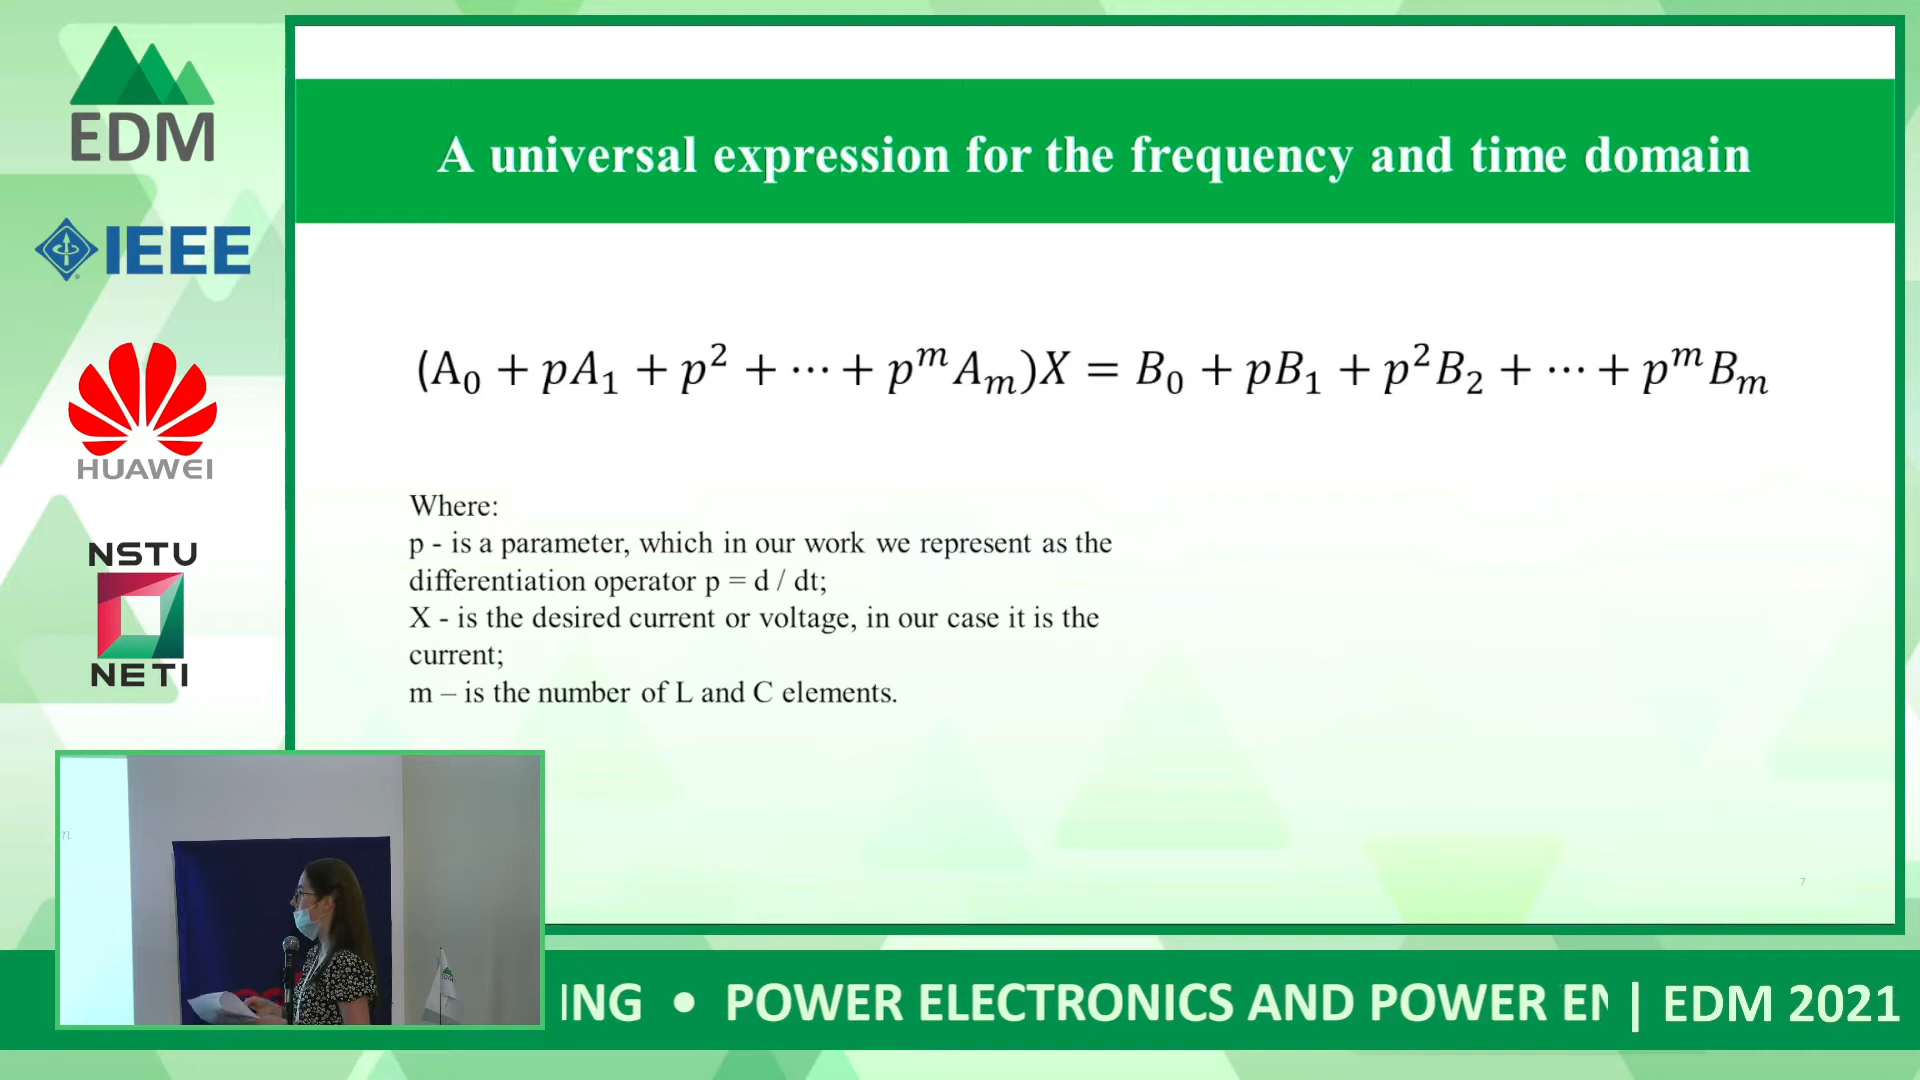 EDM
IEEE
HUAWEI
NSTU
NETI
A universal expression for the frequency and time domain
(A₀ + pA₁ + p² + ⋯ + pᵐAₘ)X = B₀ + pB₁ + p²B₂ + ⋯ + pᵐBₘ
Where:
p - is a parameter, which in our work we represent as the
differentiation operator p = d / dt;
X - is the desired current or voltage, in our case it is the
current;
m – is the number of L and C elements.
7
ING • POWER ELECTRONICS AND POWER EN | EDM 2021